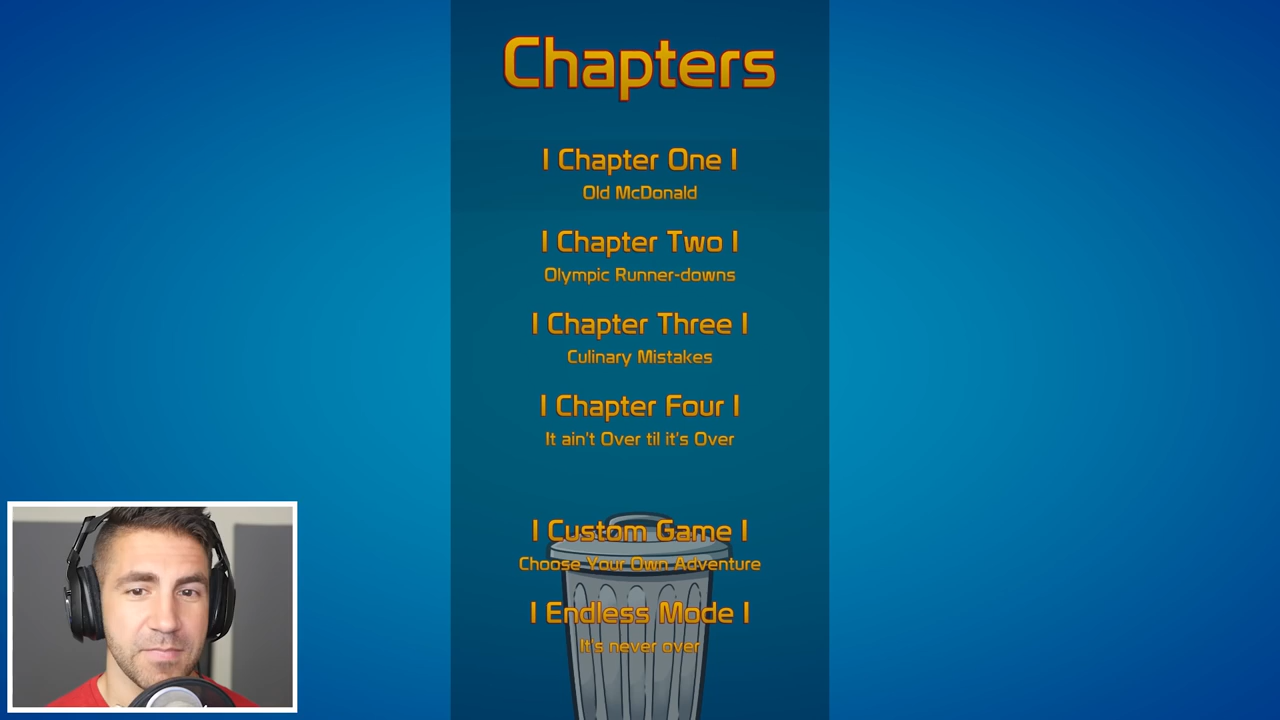 Chapters
| Chapter One |
Old McDonald
| Chapter Two |
Olympic Runner-downs
| Chapter Three |
Culinary Mistakes
| Chapter Four |
It ain't Over til it's Over
| Custom Game |
Choose Your Own Adventure
| Endless Mode |
It's never over